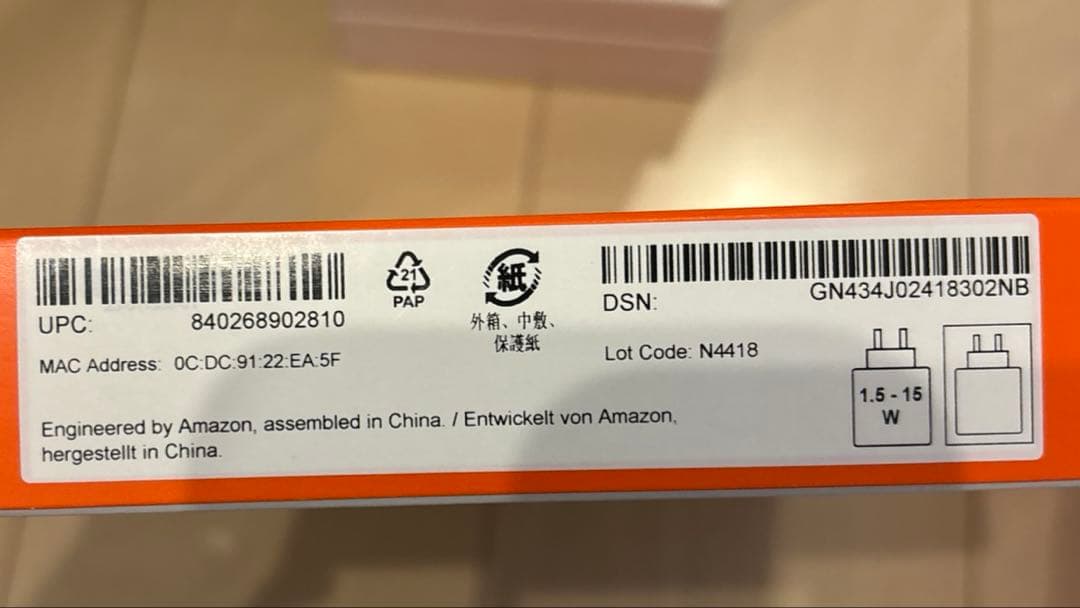 UPC: 840268902810
MAC Address: 0C:DC:91:22:EA:5F
21
PAP
紙
外箱、中敷、
保護紙
DSN: GN434J02418302NB
Lot Code: N4418
1.5 - 15
W
Engineered by Amazon, assembled in China. / Entwickelt von Amazon,
hergestellt in China.